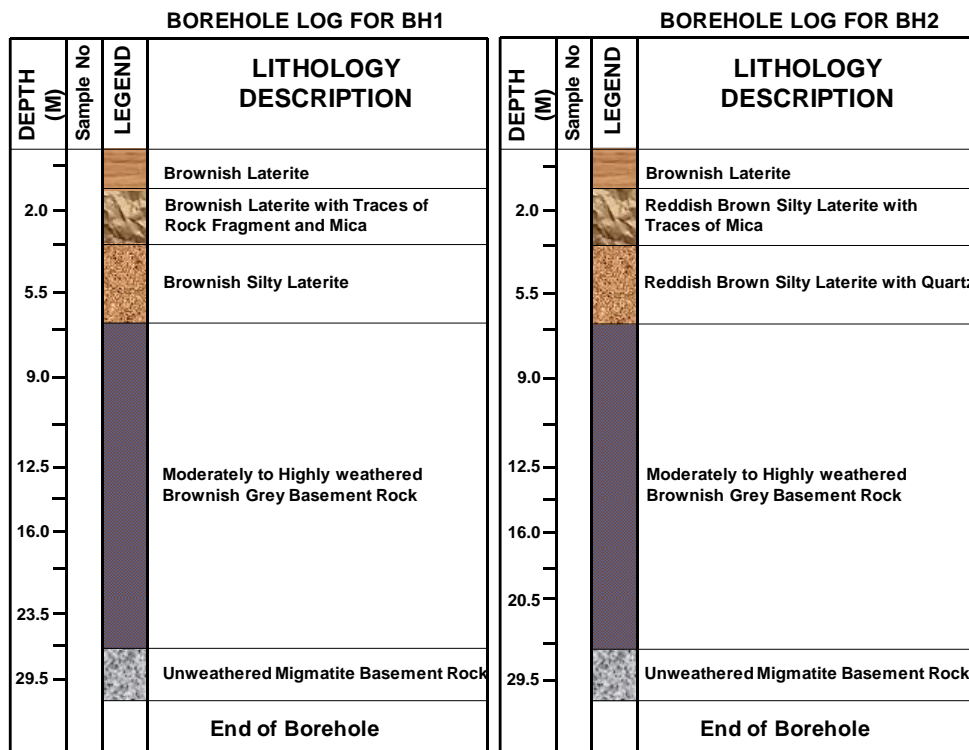 BOREHOLE LOG FOR BH1
DEPTH
(M)
Sample No
LEGEND
LITHOLOGY
DESCRIPTION
Brownish Laterite
2.0
Brownish Laterite with Traces of
Rock Fragment and Mica
5.5
Brownish Silty Laterite
9.0
12.5
Moderately to Highly weathered
Brownish Grey Basement Rock
16.0
23.5
29.5
Unweathered Migmatite Basement Rock
End of Borehole
BOREHOLE LOG FOR BH2
DEPTH
(M)
Sample No
LEGEND
LITHOLOGY
DESCRIPTION
Brownish Laterite
2.0
Reddish Brown Silty Laterite with
Traces of Mica
5.5
Reddish Brown Silty Laterite with Quartz
9.0
12.5
Moderately to Highly weathered
Brownish Grey Basement Rock
16.0
20.5
29.5
Unweathered Migmatite Basement Rock
End of Borehole